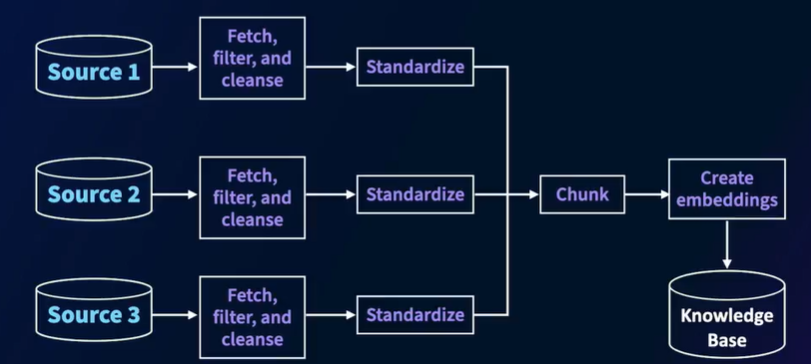 Source 1
Fetch,
filter, and
cleanse
Standardize
Source 2
Fetch,
filter, and
cleanse
Standardize
Chunk
Create
embeddings
Source 3
Fetch,
filter, and
cleanse
Standardize
Knowledge
Base